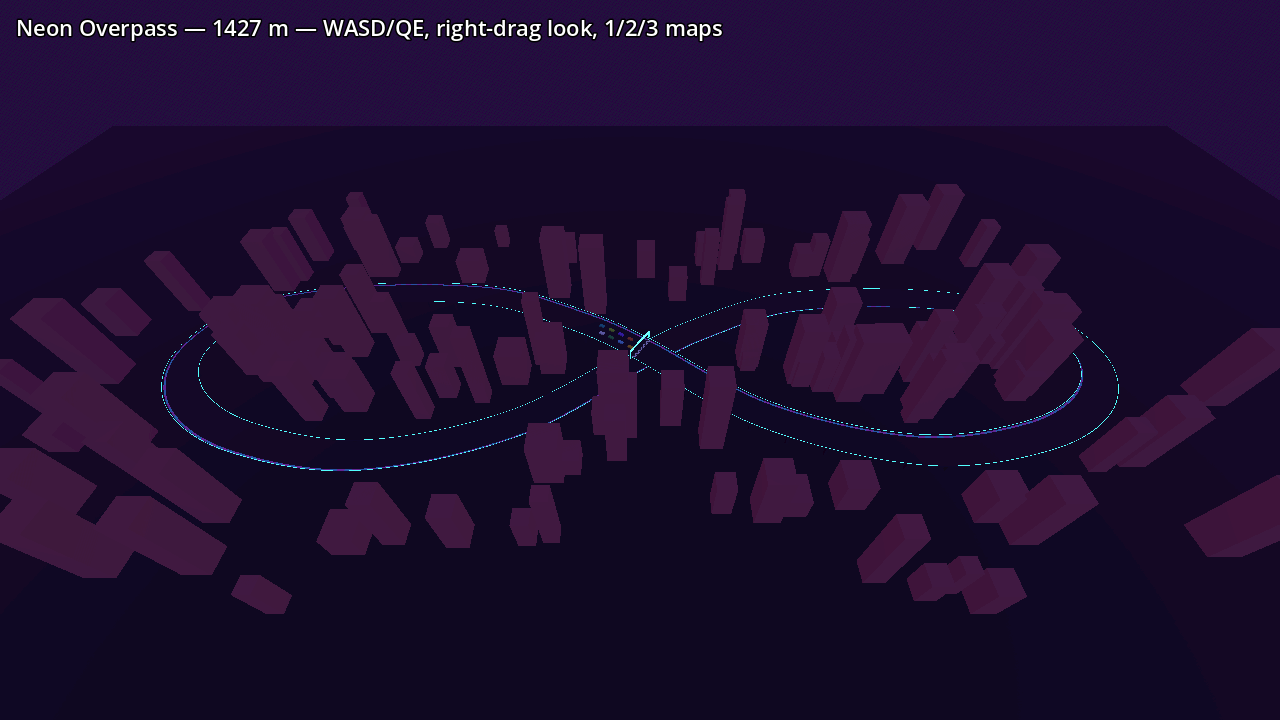 Neon Overpass — 1427 m — WASD/QE, right-drag look, 1/2/3 maps